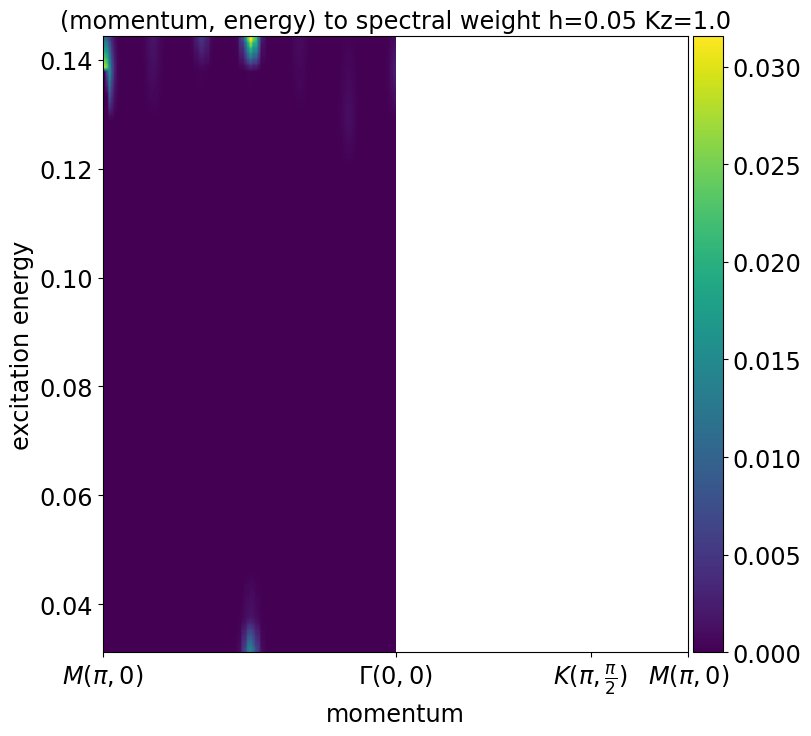 (momentum, energy) to spectral weight h=0.05 Kz=1.0
excitation energy
0.14
0.12
0.10
0.08
0.06
0.04
M(π, 0)
Γ(0, 0)
K(π, π/2)
M(π, 0)
momentum
0.030
0.025
0.020
0.015
0.010
0.005
0.000